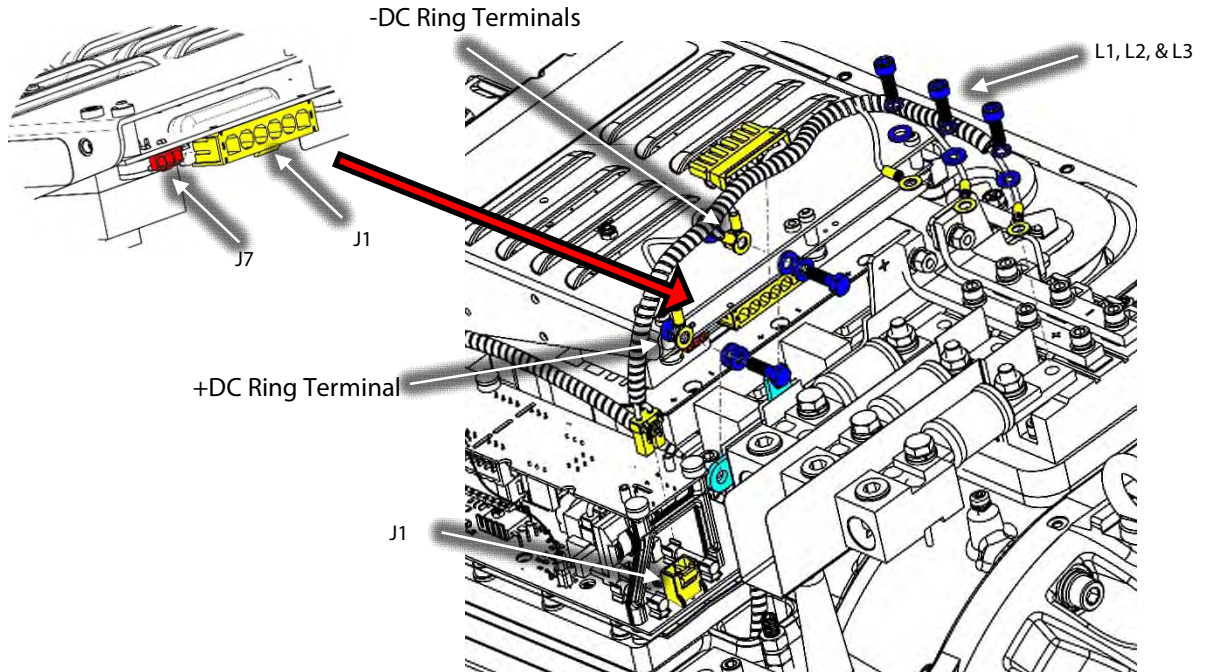 -DC Ring Terminals
L1, L2, & L3
J1
J7
+DC Ring Terminal
J1